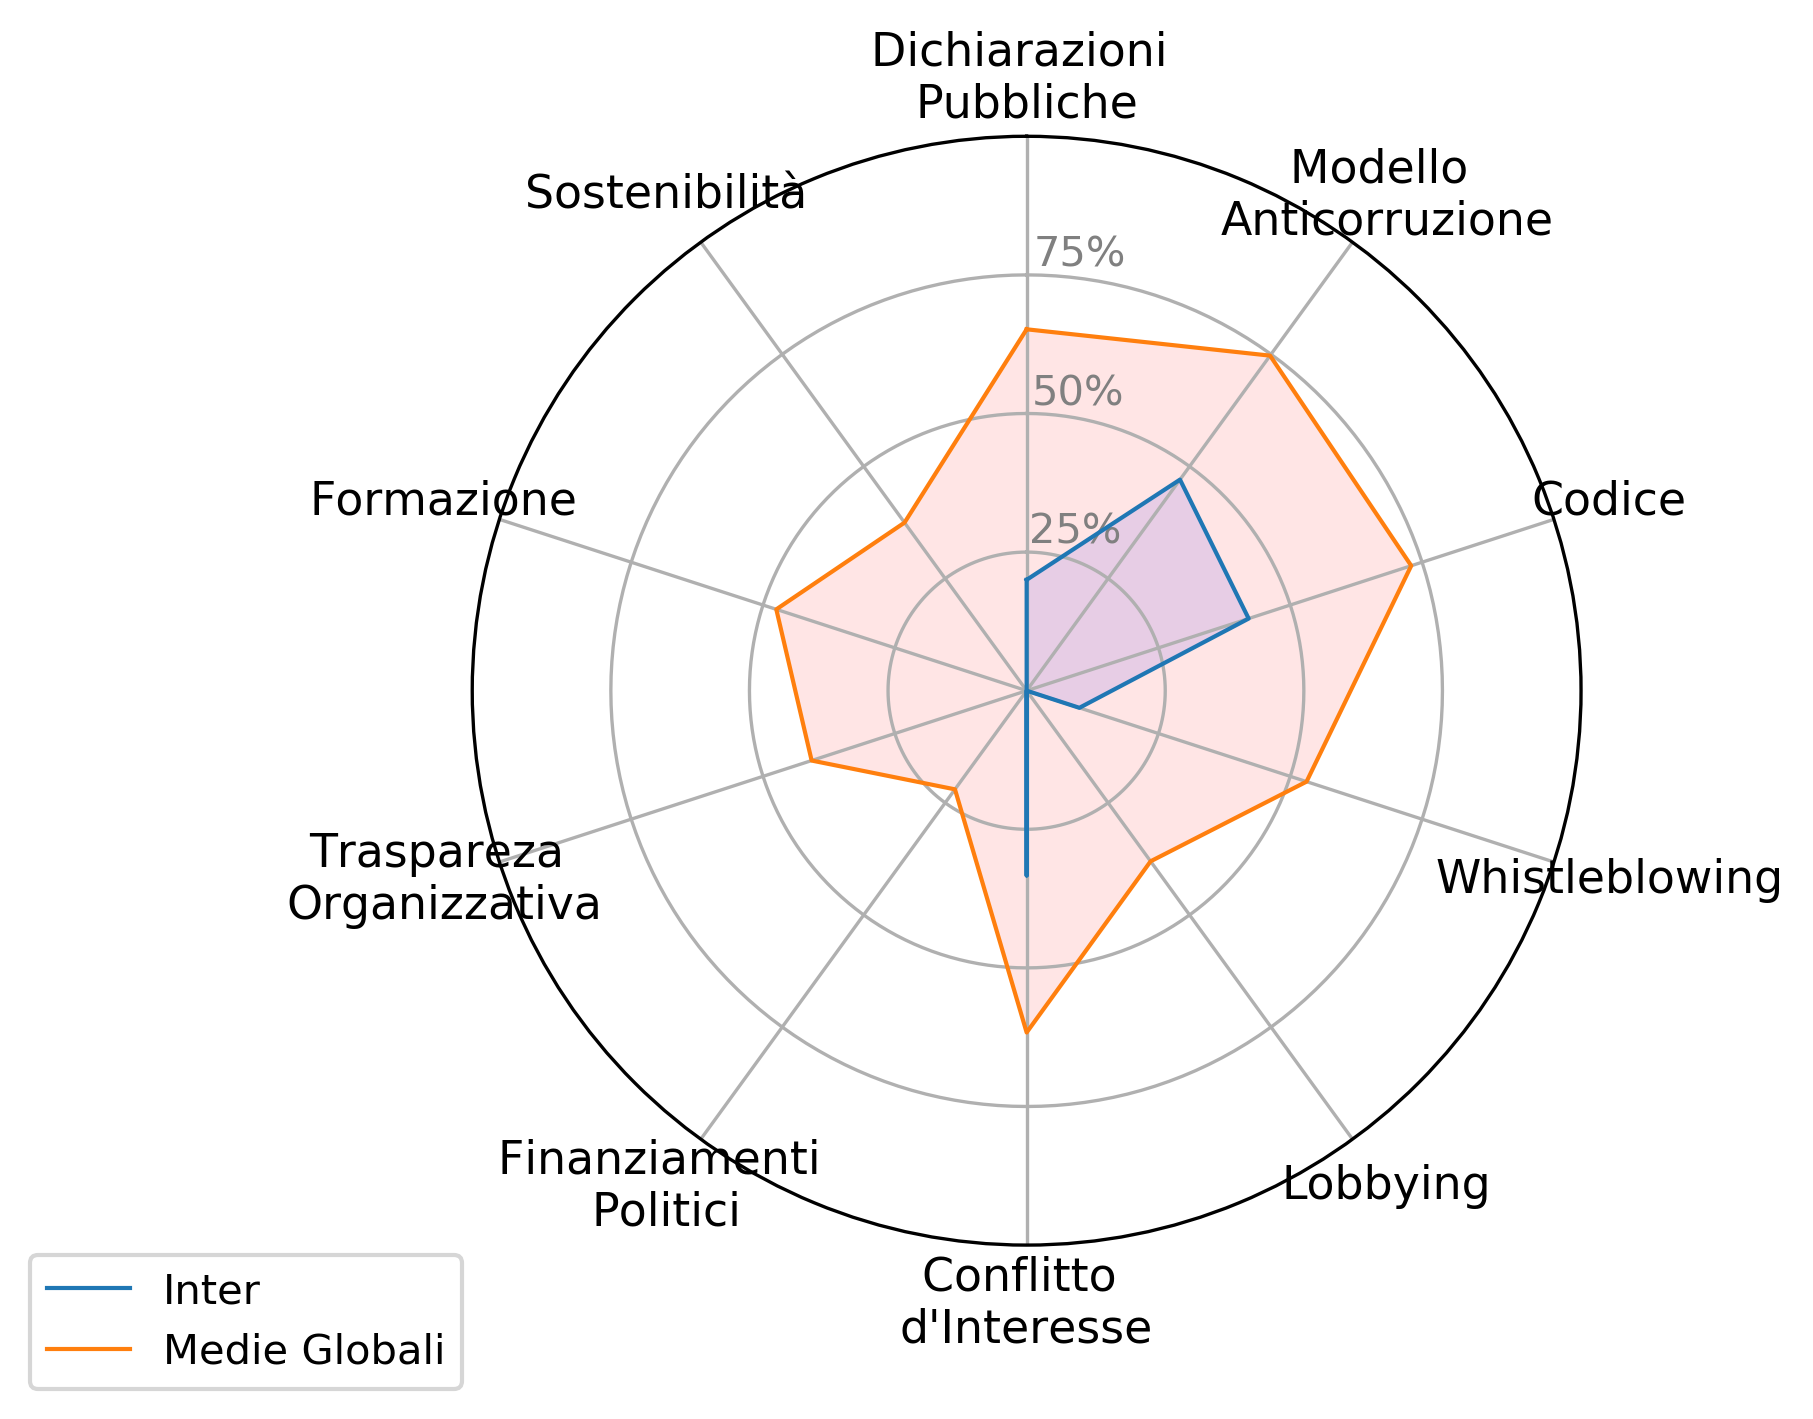 Dichiarazioni
Pubbliche
Modello
Anticorruzione
Sostenibilità
75%
50%
25%
Formazione
Codice
Traspareza
Organizzativa
Whistleblowing
Finanziamenti
Politici
Lobbying
Conflitto
d'Interesse
Inter
Medie Globali